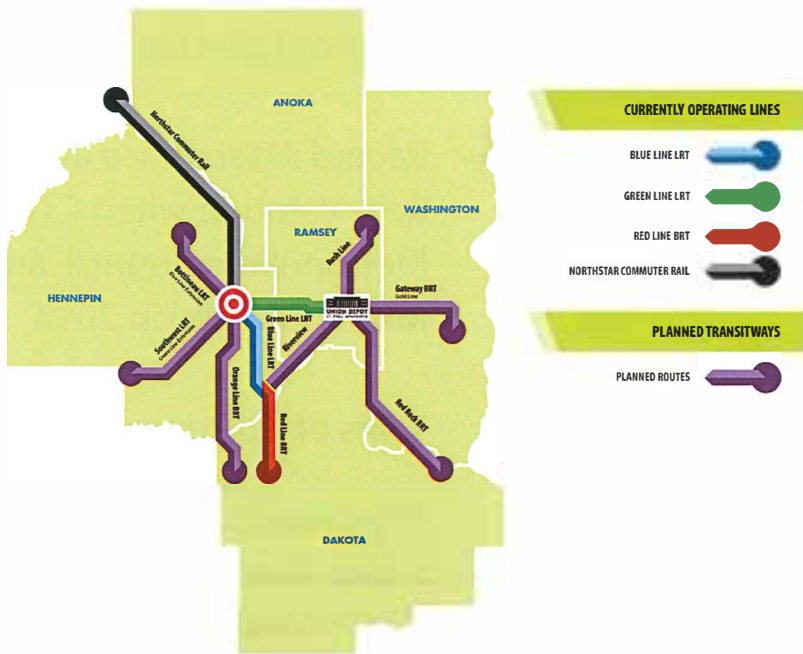 ANOKA
CURRENTLY OPERATING LINES
Northstar Commuter Rail
BLUE LINE LRT
GREEN LINE LRT
WASHINGTON
RAMSEY
RED LINE BRT
Rush Line
NORTHSTAR COMMUTER RAIL
Bottineau LRT
Blue Line Extension
Gateway BRT
Gold Line
HENNEPIN
UNION DEPOT
Green Line LRT
PLANNED TRANSITWAYS
Southwest LRT
Green Line Extension
Blue Line LRT
Riverview
PLANNED ROUTES
Orange Line BRT
Red Line BRT
Red Rock BRT
DAKOTA